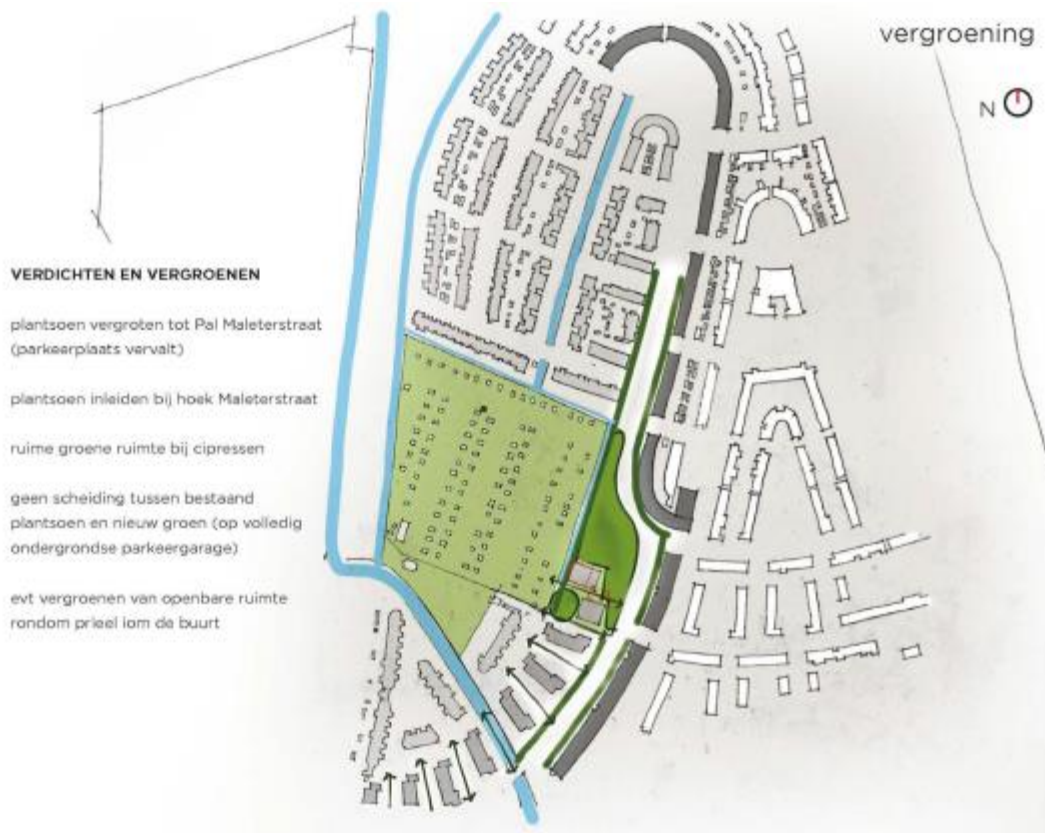 vergroening
N
VERDICHTEN EN VERGROENEN
plantsoen vergroten tot Pal Maleterstraat
(parkeerplaats vervalt)
plantsoen inleiden bij hoek Maleterstraat
ruime groene ruimte bij cipressen
geen scheiding tussen bestaand
plantsoen en nieuw groen (op volledig
ondergrondse parkeergarage)
evt vergroenen van openbare ruimte
rondom prieel iom de buurt